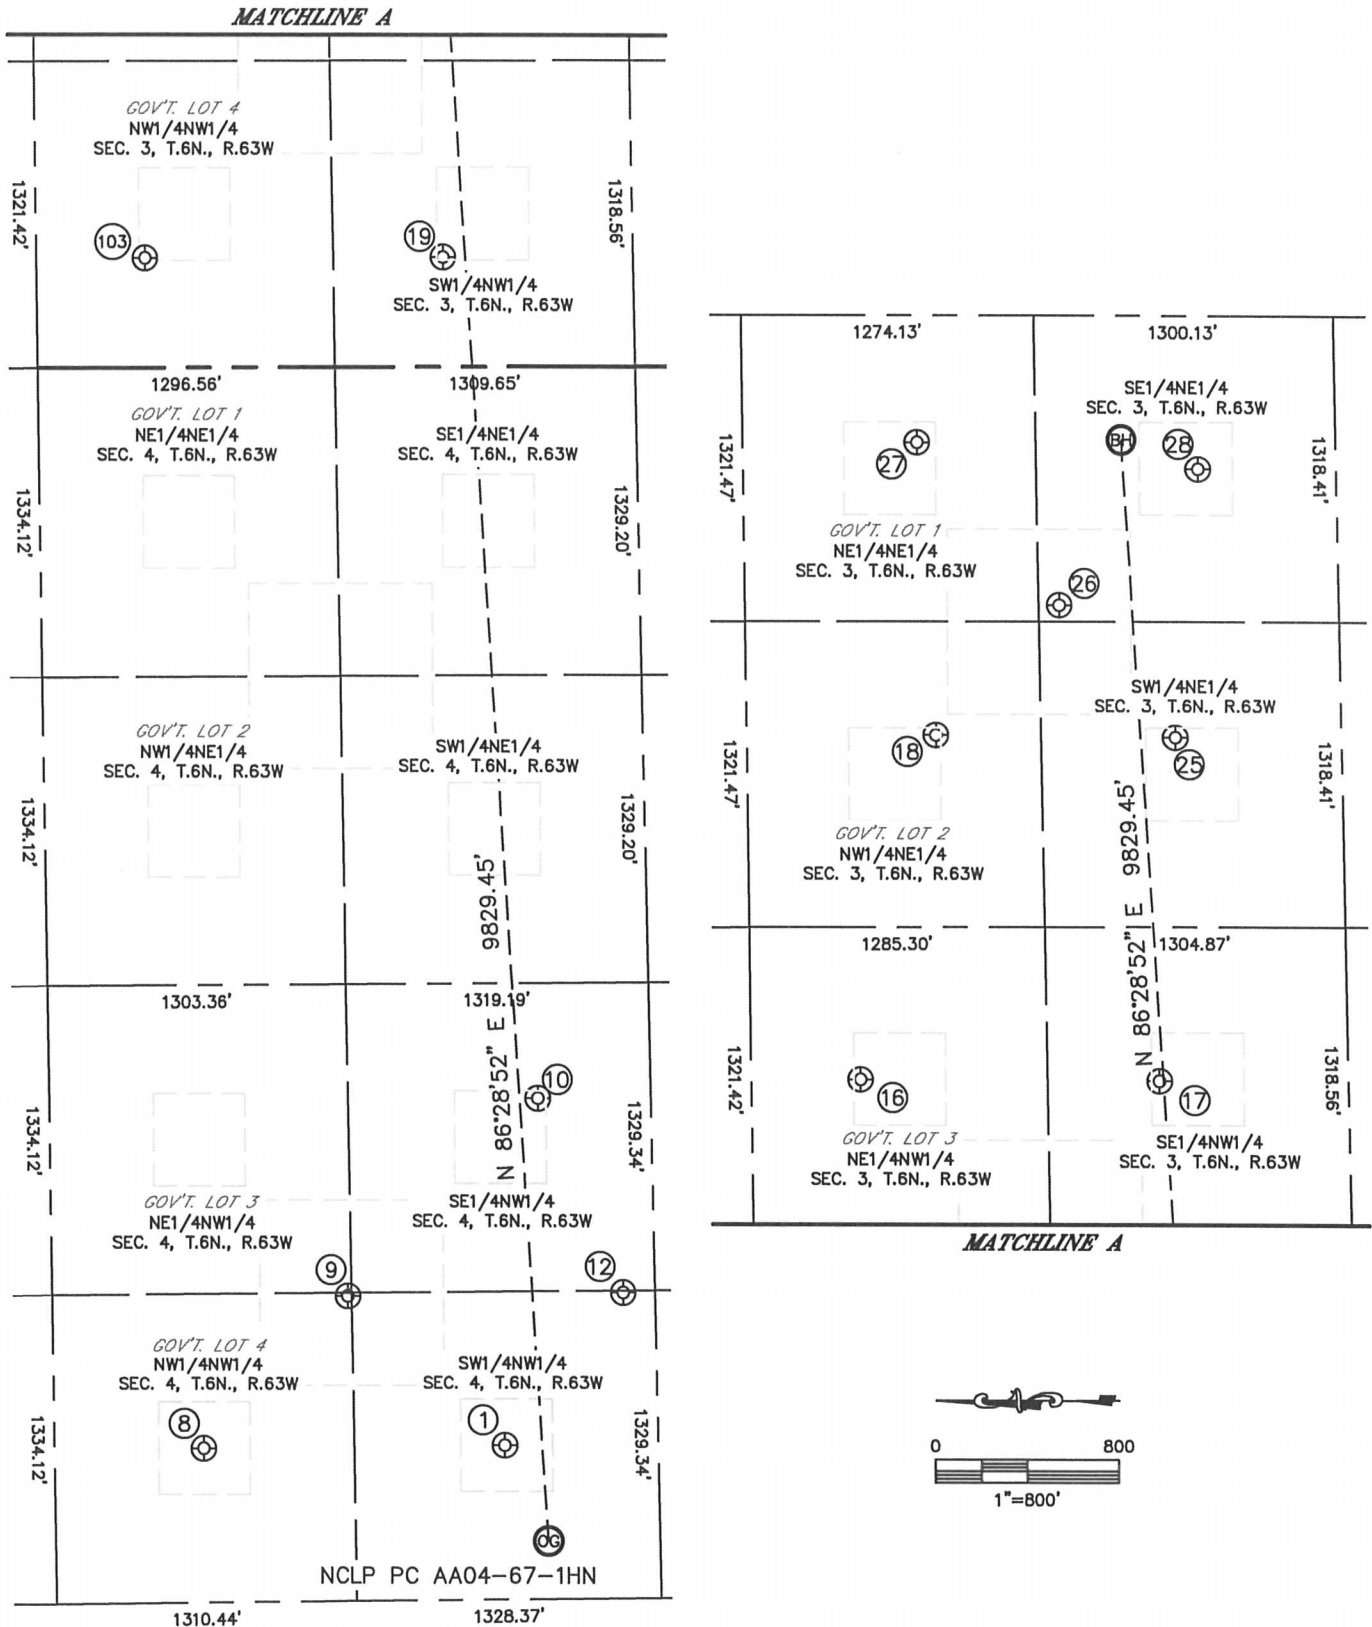 MATCHLINE A
GOV'T. LOT 4
NW1/4NW1/4
SEC. 3, T.6N., R.63W
1321.42'
1318.56'
103
19
SW1/4NW1/4
SEC. 3, T.6N., R.63W
1296.56'
1309.65'
GOV'T. LOT 1
NE1/4NE1/4
SEC. 4, T.6N., R.63W
SE1/4NE1/4
SEC. 4, T.6N., R.63W
1334.12'
1329.20'
GOV'T. LOT 2
NW1/4NE1/4
SEC. 4, T.6N., R.63W
SW1/4NE1/4
SEC. 4, T.6N., R.63W
1334.12'
1329.20'
N 86°28'52" E 9829.45'
1303.36'
1319.19'
10
1334.12'
1329.34'
GOV'T. LOT 3
NE1/4NW1/4
SEC. 4, T.6N., R.63W
SE1/4NW1/4
SEC. 4, T.6N., R.63W
9
12
GOV'T. LOT 4
NW1/4NW1/4
SEC. 4, T.6N., R.63W
SW1/4NW1/4
SEC. 4, T.6N., R.63W
8
1
1334.12'
1329.34'
OG
NCLP PC AA04-67-1HN
1310.44'
1328.37'
1274.13'
1300.13'
SE1/4NE1/4
SEC. 3, T.6N., R.63W
27
BH
28
1321.47'
1318.41'
GOV'T. LOT 1
NE1/4NE1/4
SEC. 3, T.6N., R.63W
26
SW1/4NE1/4
SEC. 3, T.6N., R.63W
18
25
1321.47'
1318.41'
GOV'T. LOT 2
NW1/4NE1/4
SEC. 3, T.6N., R.63W
N 86°28'52" E 9829.45'
1285.30'
1304.87'
1321.42'
1318.56'
16
17
GOV'T. LOT 3
NE1/4NW1/4
SEC. 3, T.6N., R.63W
SE1/4NW1/4
SEC. 3, T.6N., R.63W
MATCHLINE A
0 800
1"=800'